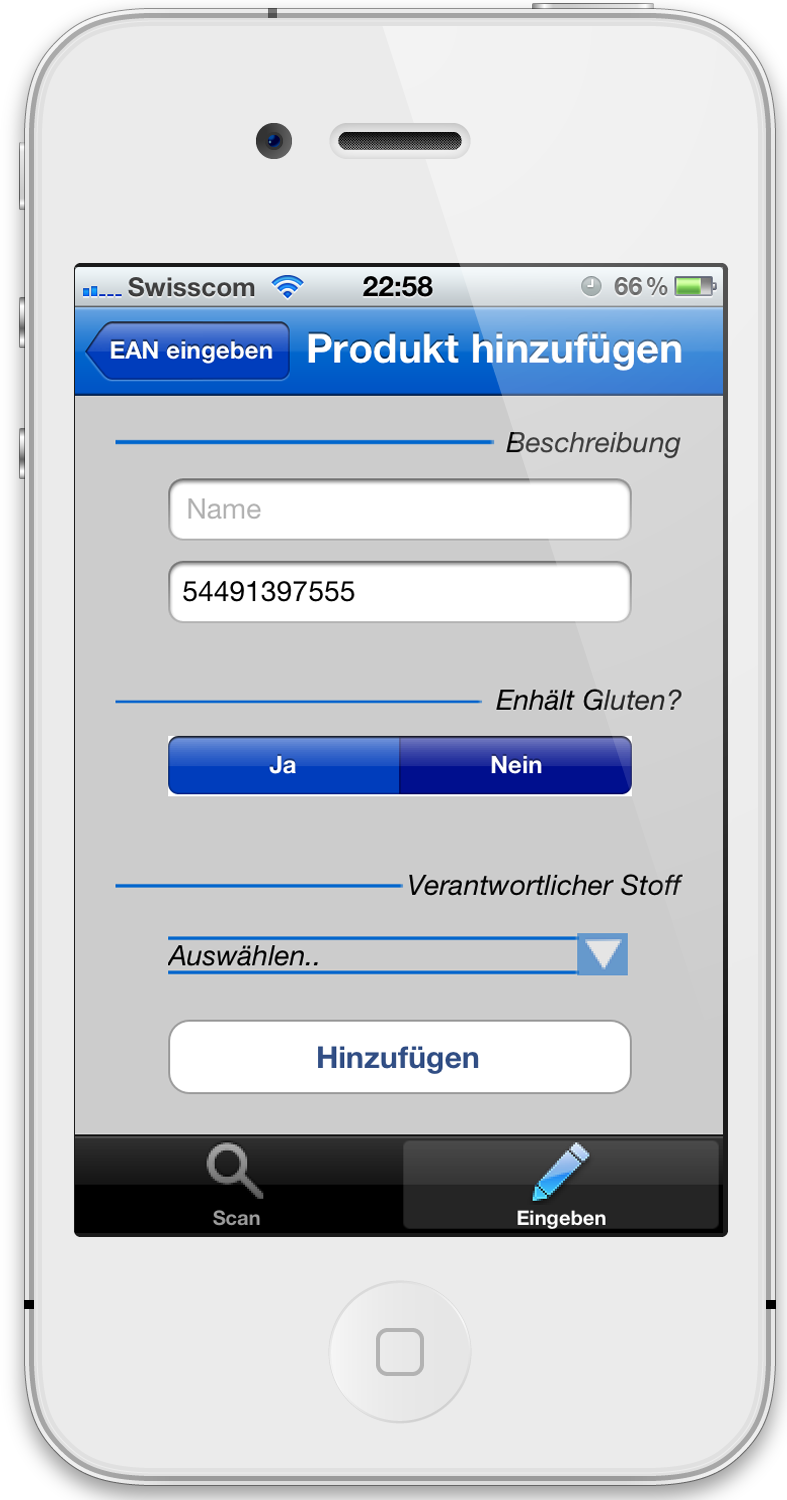 Swisscom 22:58 66 %
EAN eingeben Produkt hinzufügen
Beschreibung
Name
54491397555
Enhält Gluten?
Ja Nein
Verantwortlicher Stoff
Auswählen..
Hinzufügen
Scan Eingeben